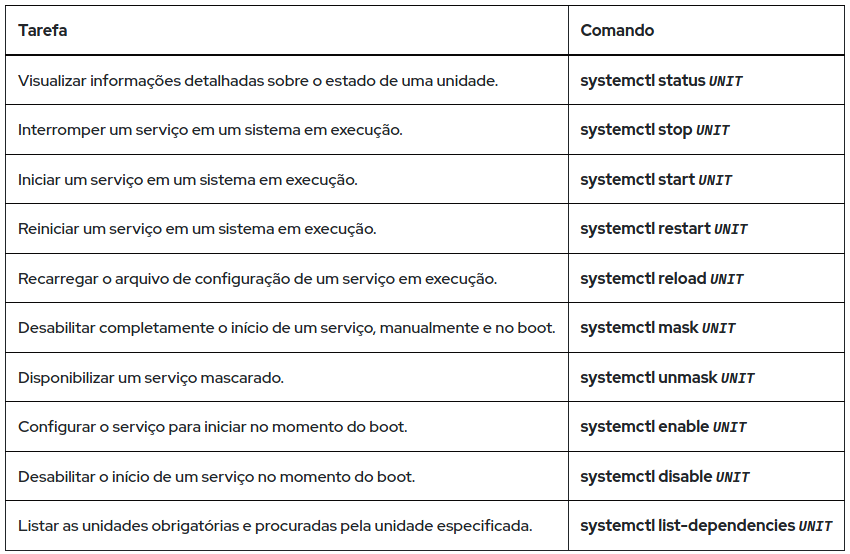 Tarefa Comando
Visualizar informações detalhadas sobre o estado de uma unidade. systemctl status UNIT
Interromper um serviço em um sistema em execução. systemctl stop UNIT
Iniciar um serviço em um sistema em execução. systemctl start UNIT
Reiniciar um serviço em um sistema em execução. systemctl restart UNIT
Recarregar o arquivo de configuração de um serviço em execução. systemctl reload UNIT
Desabilitar completamente o início de um serviço, manualmente e no boot. systemctl mask UNIT
Disponibilizar um serviço mascarado. systemctl unmask UNIT
Configurar o serviço para iniciar no momento do boot. systemctl enable UNIT
Desabilitar o início de um serviço no momento do boot. systemctl disable UNIT
Listar as unidades obrigatórias e procuradas pela unidade especificada. systemctl list-dependencies UNIT